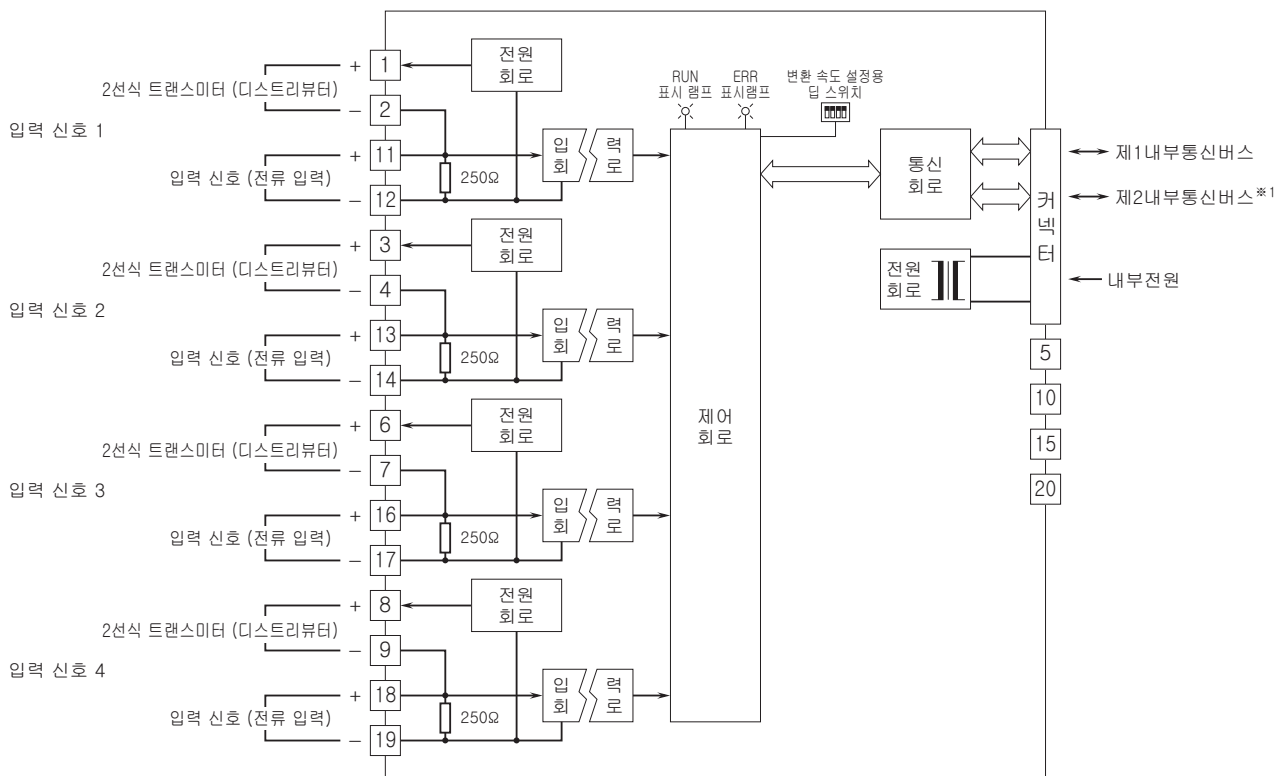 전원
회로
+ 1
2선식 트랜스미터 (디스트리뷰터)
− 2
입력 신호 1
+ 11
입력 신호 (전류 입력)
250Ω
− 12
입 력
회 로
전원
회로
+ 3
2선식 트랜스미터 (디스트리뷰터)
− 4
입력 신호 2
+ 13
입력 신호 (전류 입력)
250Ω
− 14
입 력
회 로
전원
회로
+ 6
2선식 트랜스미터 (디스트리뷰터)
− 7
입력 신호 3
+ 16
입력 신호 (전류 입력)
250Ω
− 17
입 력
회 로
전원
회로
+ 8
2선식 트랜스미터 (디스트리뷰터)
− 9
입력 신호 4
+ 18
입력 신호 (전류 입력)
250Ω
− 19
입 력
회 로
RUN
표시 램프
ERR
표시램프
변환 속도 설정용
딥 스위치
제어
회로
통신
회로
전원
회로
커넥터
제1내부통신버스
제2내부통신버스※1
내부전원
5
10
15
20